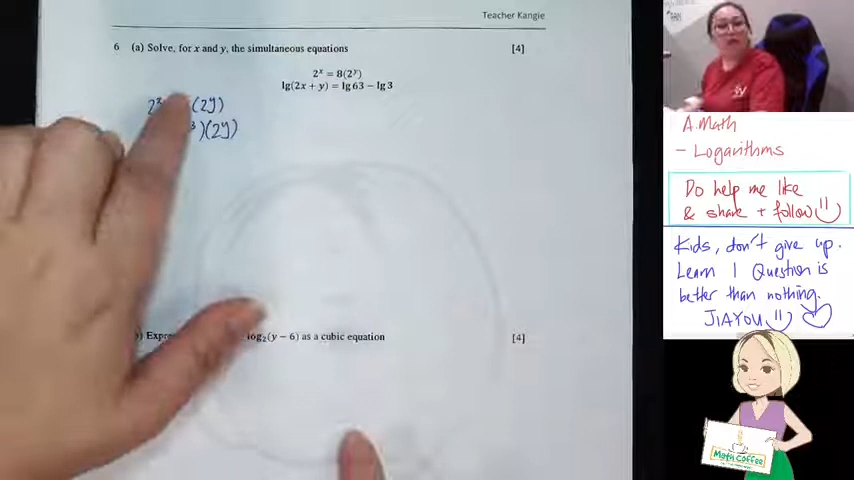 Teacher Kangie
6 (a) Solve, for x and y, the simultaneous equations [4]
2ˣ = 8(2ʸ)
lg(2x + y) = lg 63 − lg 3
(2y)
)(2y)
log₂(y − 6) as a cubic equation [4]
A.Math
- Logarithms
Do help me like
& share + follow
Kids, don't give up.
Learn 1 Question is
better than nothing.
JIAYOU
Math Coffee